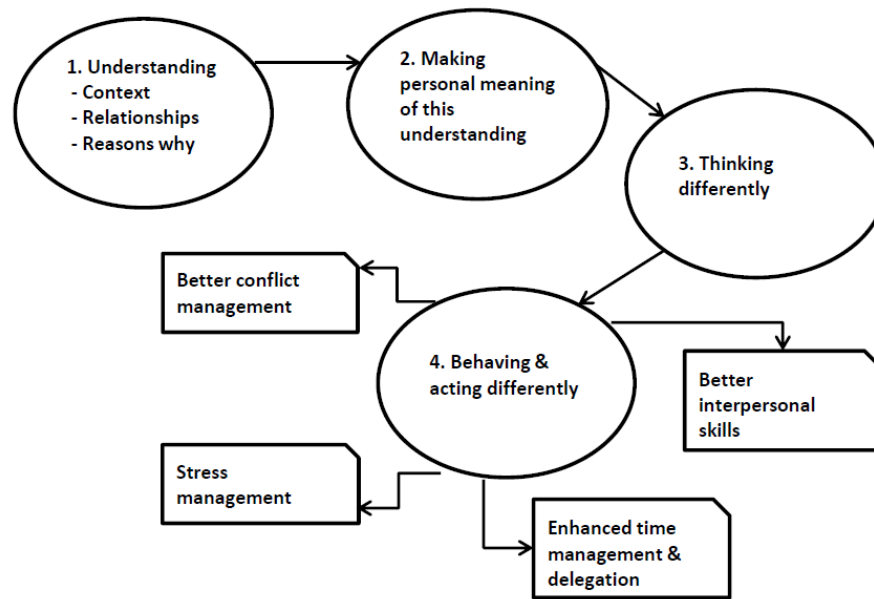 1. Understanding
- Context
- Relationships
- Reasons why
2. Making
personal meaning
of this
understanding
3. Thinking
differently
Better conflict
management
4. Behaving &
acting differently
Better
interpersonal
skills
Stress
management
Enhanced time
management &
delegation